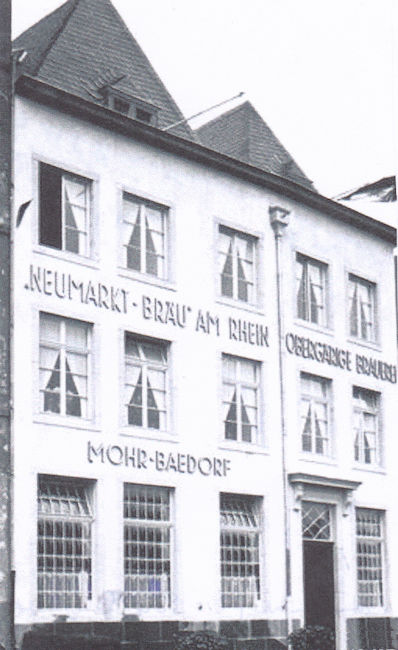 „NEUMARKT-BRÄU" AM RHEIN
OBERGÄRIGE BRAUEREI
MOHR-BAEDORF